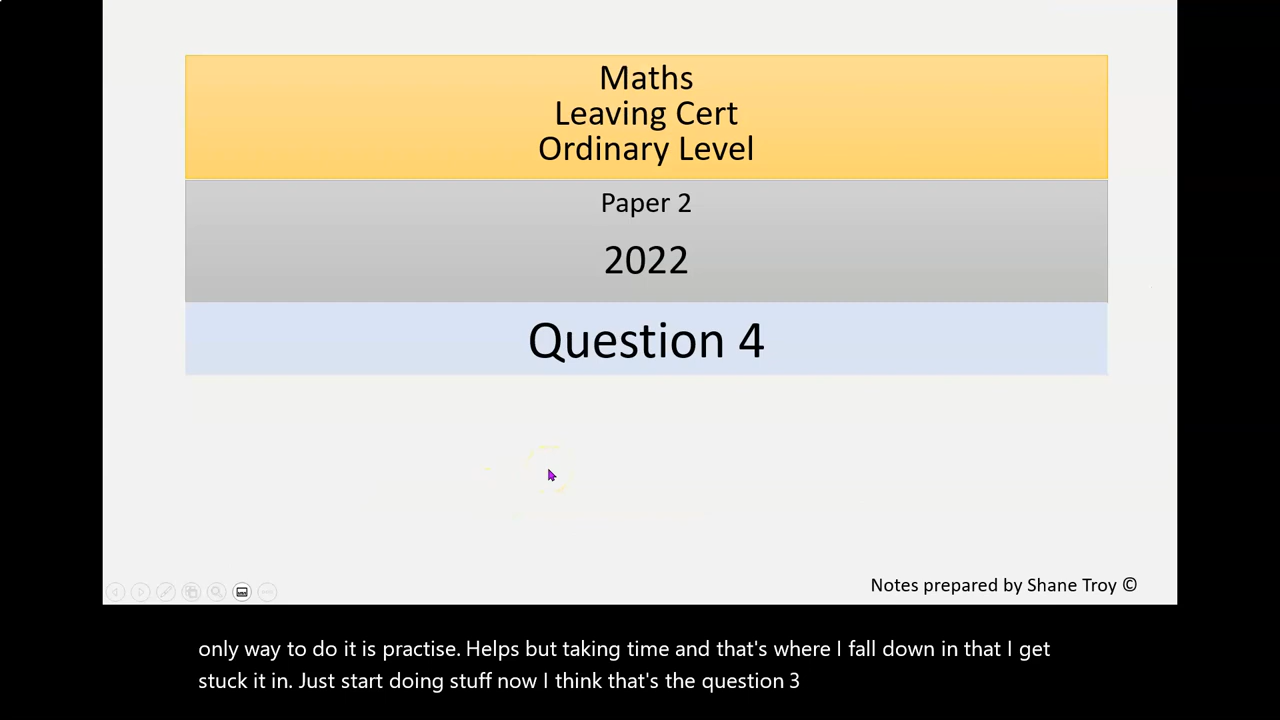 Maths
Leaving Cert
Ordinary Level
Paper 2
2022
Question 4
Notes prepared by Shane Troy ©
only way to do it is practise. Helps but taking time and that's where I fall down in that I get
stuck it in. Just start doing stuff now I think that's the question 3